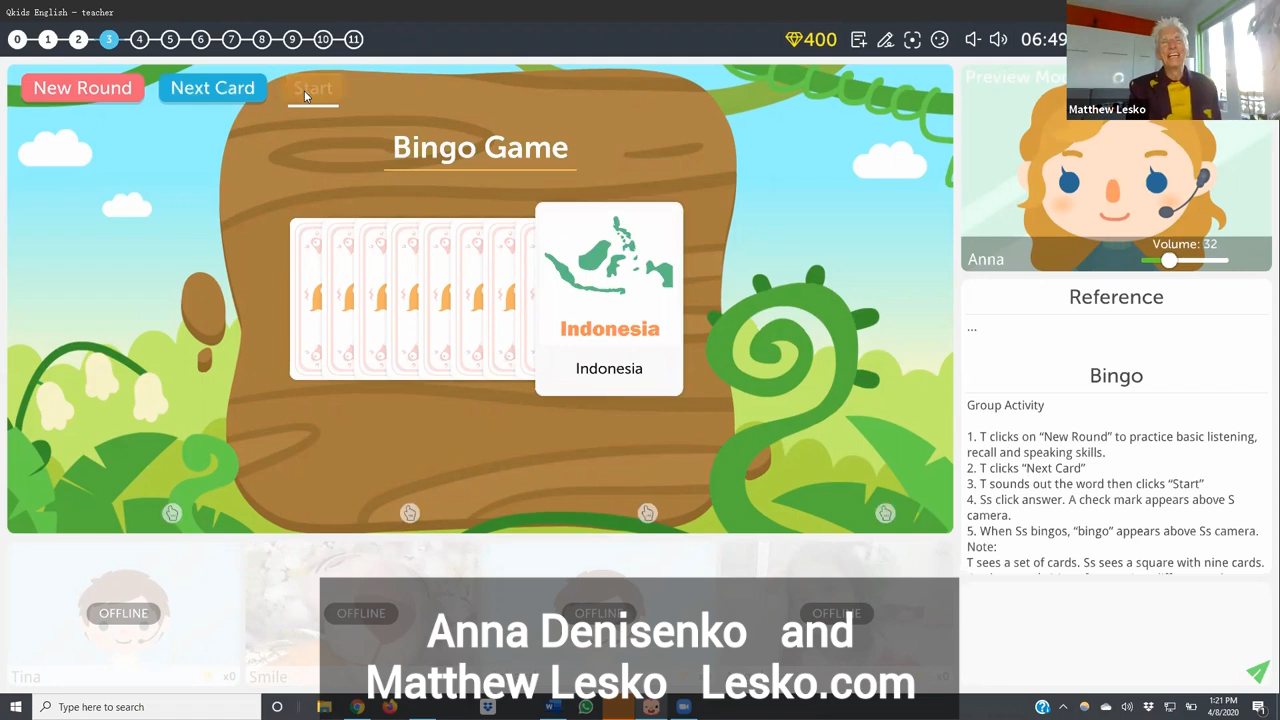 Qkids English - teacher
0 1 2 3 4 5 6 7 8 9 10 11
400
06:49
New Round
Next Card
Start
Preview
Matthew Lesko
Bingo Game
Indonesia
Indonesia
Volume: 32
Anna
Reference
...
Bingo
Group Activity
1. T clicks on “New Round” to practice basic listening,
recall and speaking skills.
2. T clicks “Next Card”
3. T sounds out the word then clicks “Start”
4. Ss click answer. A check mark appears above S
camera.
5. When Ss bingos, “bingo” appears above Ss camera.
Note:
T sees a set of cards. Ss sees a square with nine cards.
OFFLINE
OFFLINE
OFFLINE
OFFLINE
Tina
x0
Smile
x0
Anna Denisenko and
Matthew Lesko Lesko.com
Type here to search
1:21 PM
4/8/2020